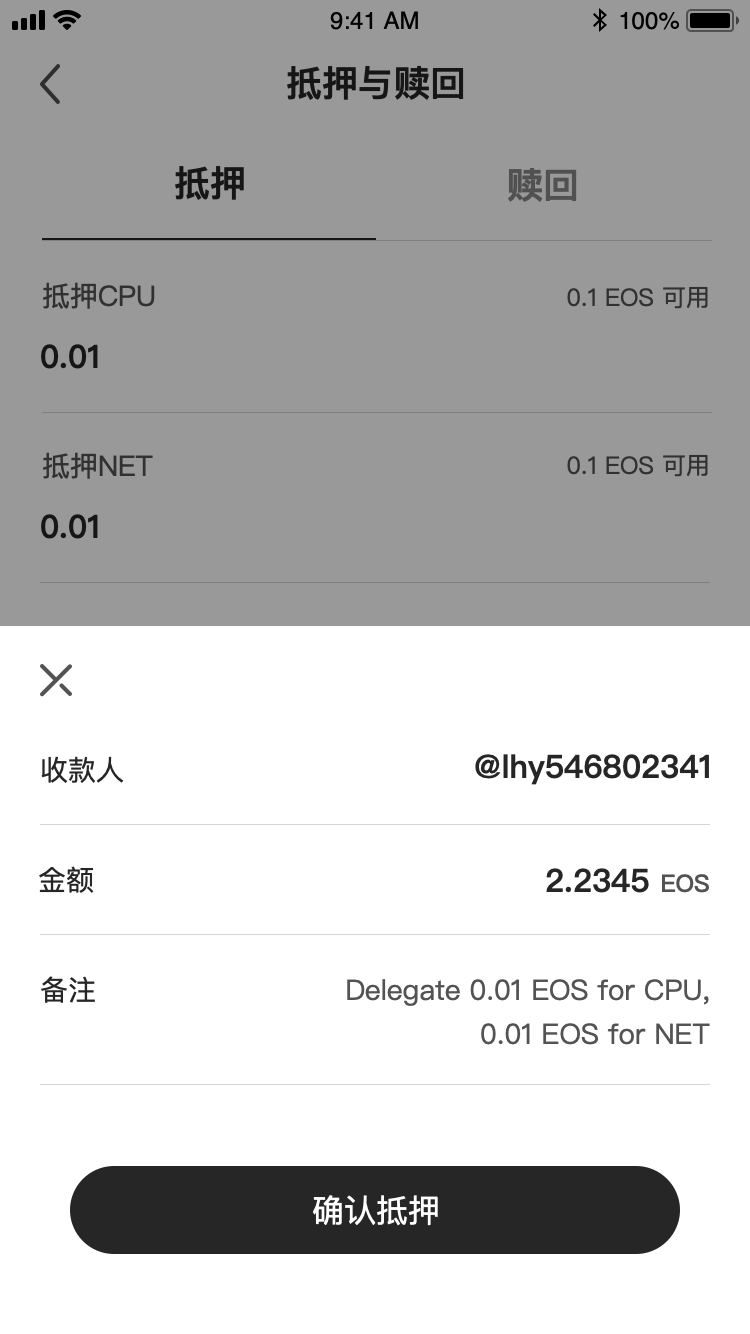 9:41 AM
100%
抵押与赎回
抵押
赎回
抵押CPU
0.1 EOS 可用
0.01
抵押NET
0.1 EOS 可用
0.01
收款人
@lhy546802341
金额
2.2345 EOS
备注
Delegate 0.01 EOS for CPU,
0.01 EOS for NET
确认抵押